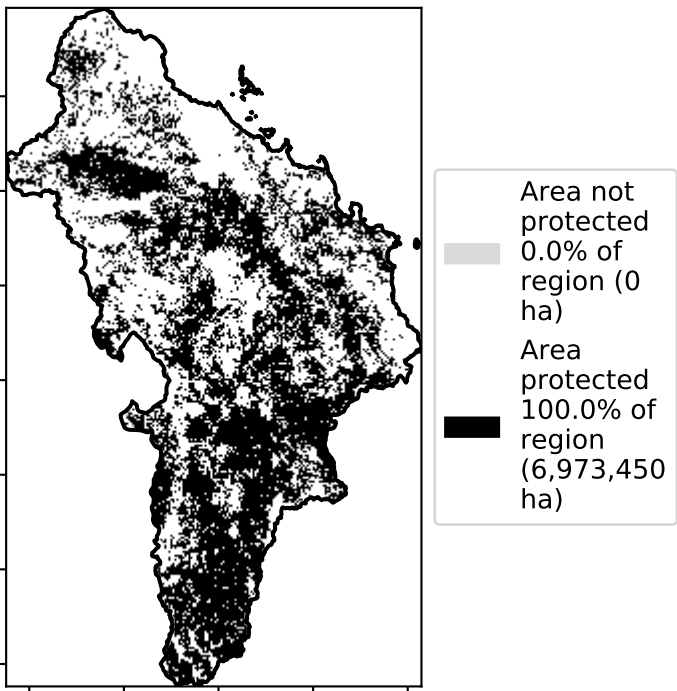 Area not
protected
0.0% of
region (0
ha)
Area
protected
100.0% of
region
(6,973,450
ha)